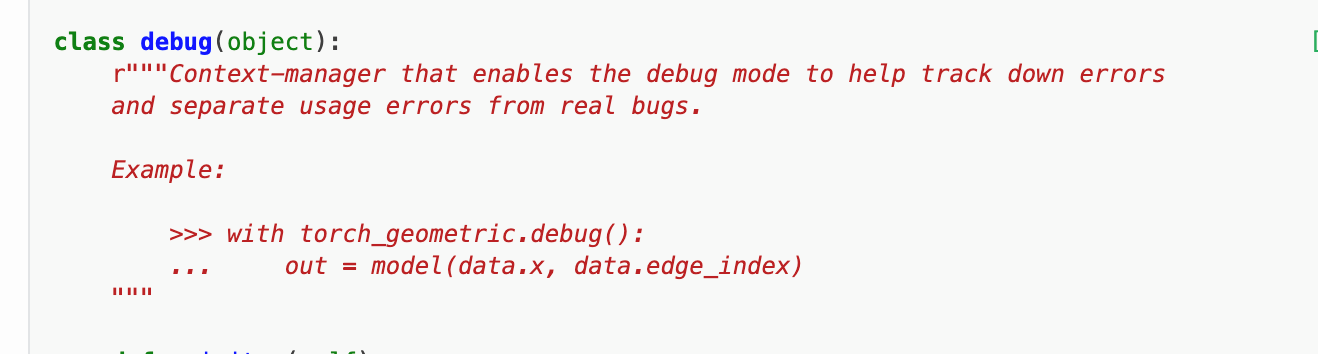 class debug(object):
    r"""Context-manager that enables the debug mode to help track down errors
    and separate usage errors from real bugs.
    Example:
        >>> with torch_geometric.debug():
        ...     out = model(data.x, data.edge_index)
    """